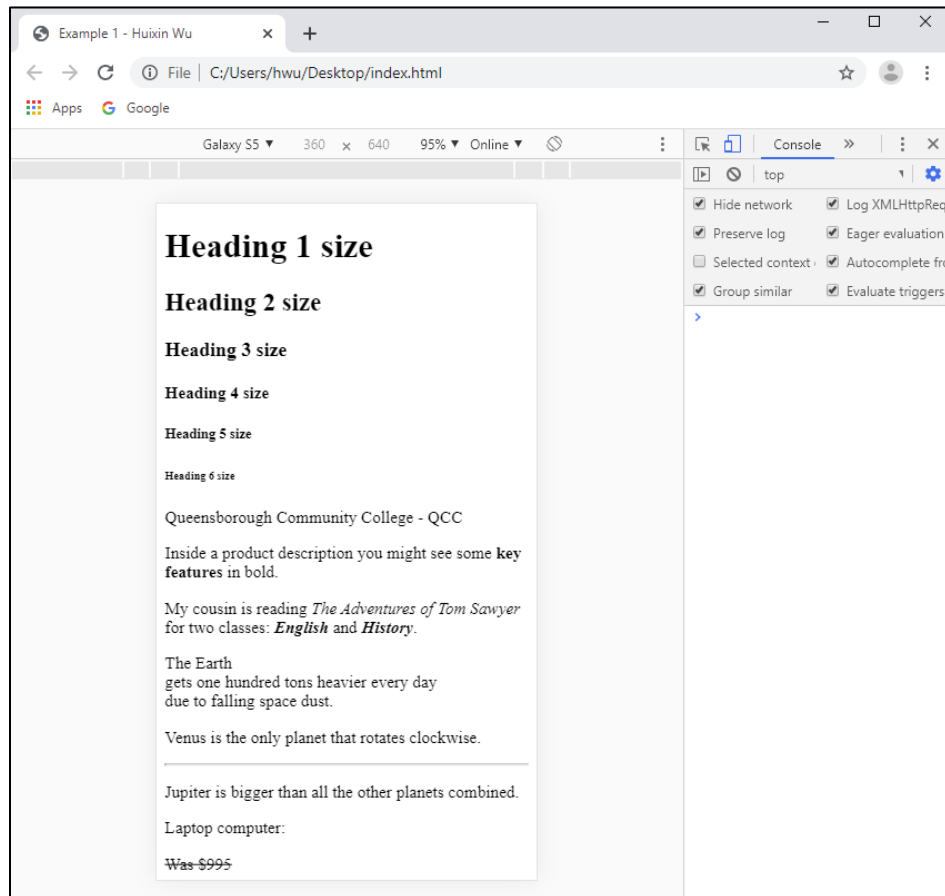 Example 1 - Huixin Wu
File | C:/Users/hwu/Desktop/index.html
Apps Google
Galaxy S5 ▼ 360 x 640 95% ▼ Online ▼
Console »
top
Hide network Log XMLHttpReq
Preserve log Eager evaluation
Selected context Autocomplete fro
Group similar Evaluate triggers
Heading 1 size
Heading 2 size
Heading 3 size
Heading 4 size
Heading 5 size
Heading 6 size
Queensborough Community College - QCC
Inside a product description you might see some key
features in bold.
My cousin is reading The Adventures of Tom Sawyer
for two classes: English and History.
The Earth
gets one hundred tons heavier every day
due to falling space dust.
Venus is the only planet that rotates clockwise.
Jupiter is bigger than all the other planets combined.
Laptop computer:
Was $995